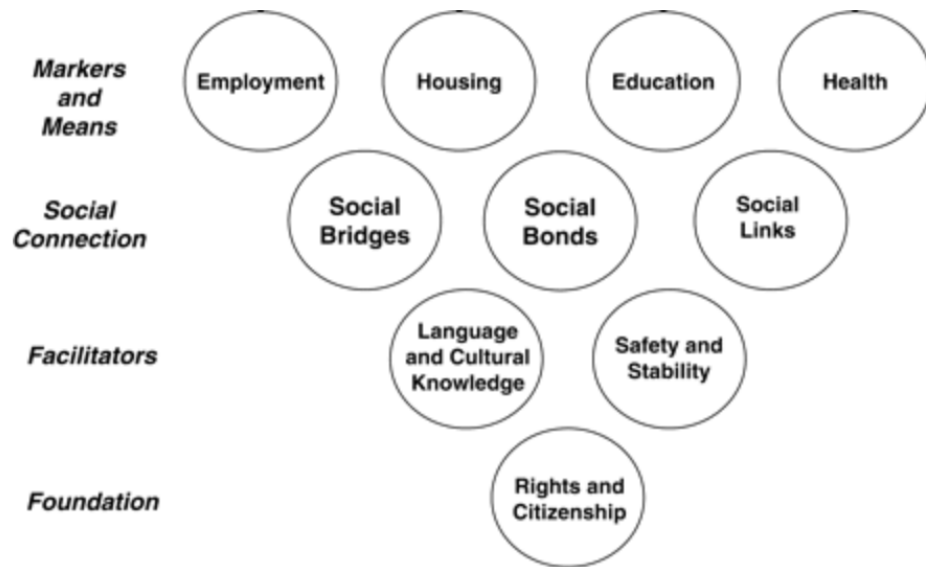 Markers
and
Means
Employment
Housing
Education
Health
Social
Connection
Social
Bridges
Social
Bonds
Social
Links
Facilitators
Language
and Cultural
Knowledge
Safety and
Stability
Foundation
Rights and
Citizenship